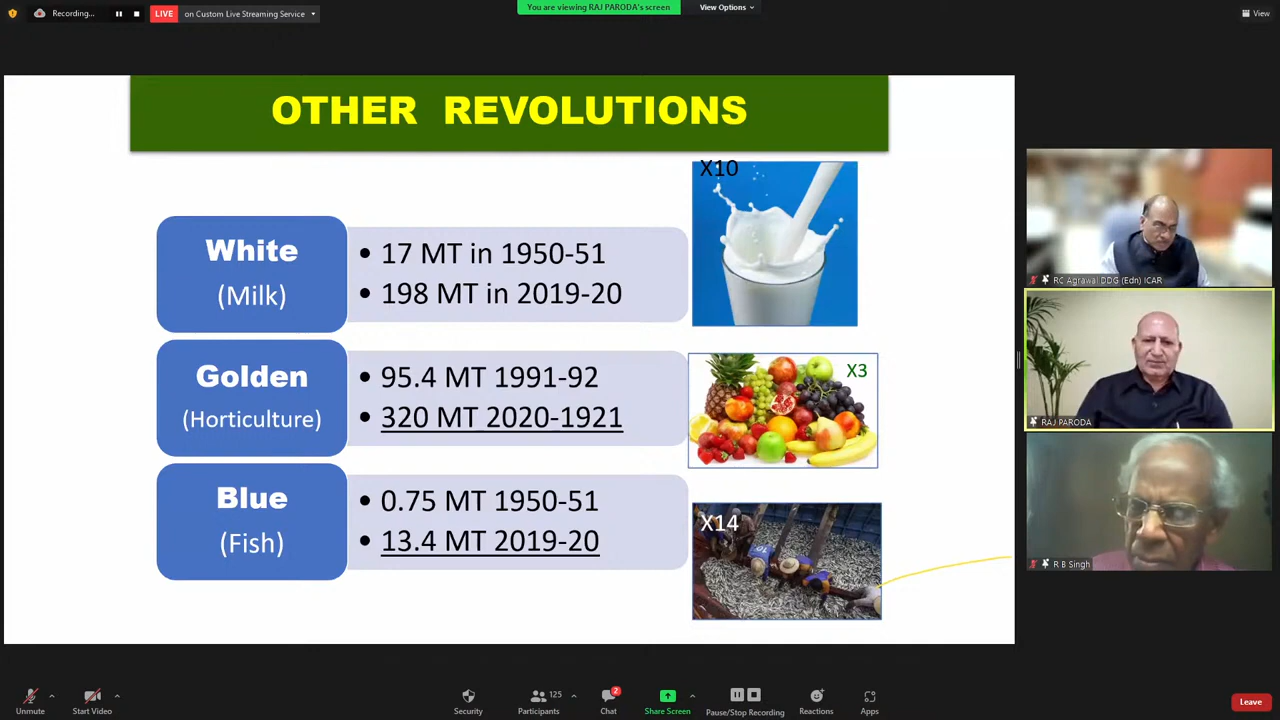 Recording...
LIVE on Custom Live Streaming Service
You are viewing RAJ PARODA's screen
View Options
View
OTHER REVOLUTIONS
White
(Milk)
• 17 MT in 1950-51
• 198 MT in 2019-20
X10
Golden
(Horticulture)
• 95.4 MT 1991-92
• 320 MT 2020-1921
X3
Blue
(Fish)
• 0.75 MT 1950-51
• 13.4 MT 2019-20
X14
10
RC Agrawal DDG (Edn) ICAR
RAJ PARODA
R B Singh
Unmute
Start Video
Security
Participants
125
Chat
2
Share Screen
Pause/Stop Recording
Reactions
Apps
Leave